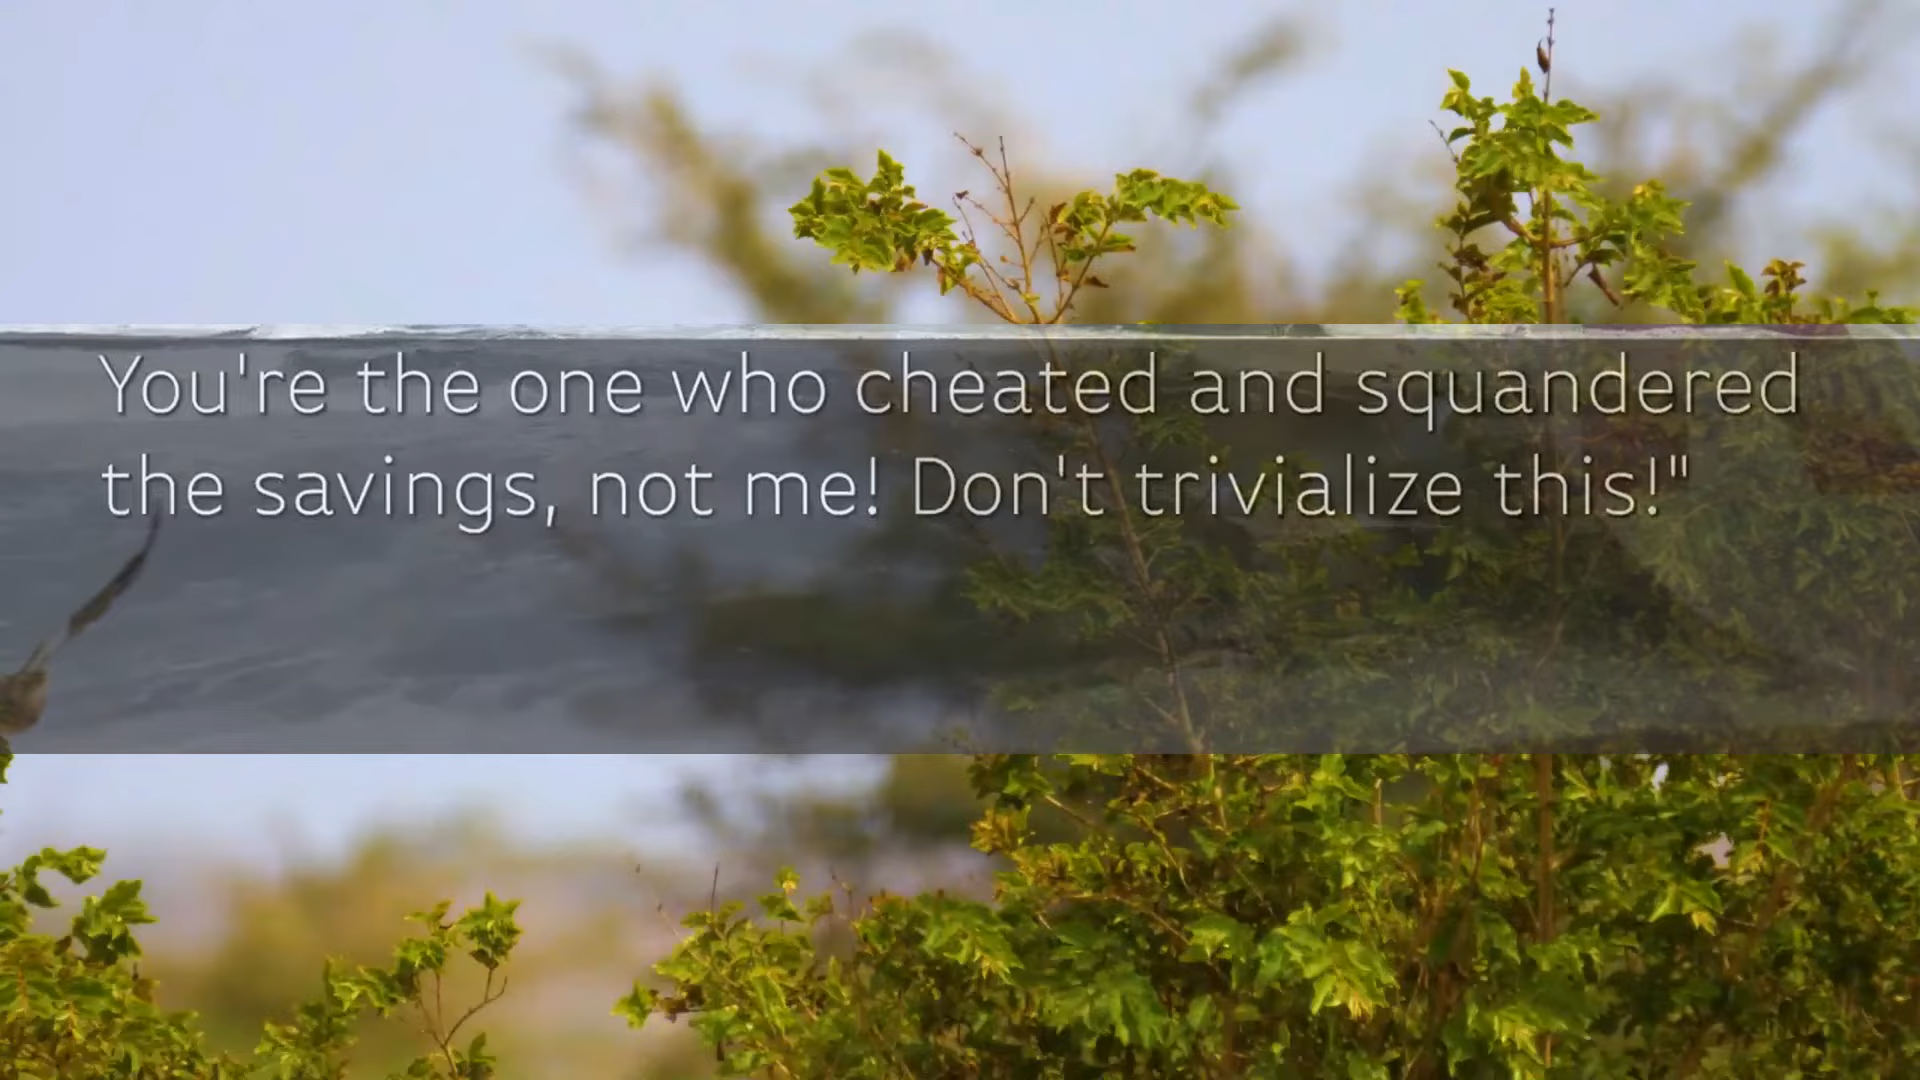 You're the one who cheated and squandered
the savings, not me! Don't trivialize this!"